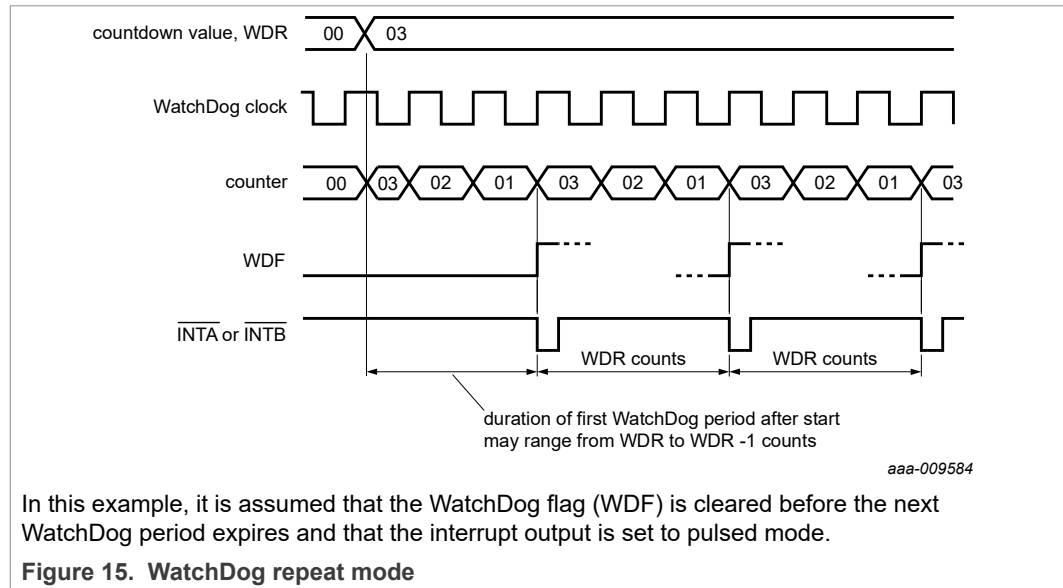 countdown value, WDR 00 03
WatchDog clock
counter 00 03 02 01 03 02 01 03 02 01 03
WDF
INTA or INTB
WDR counts WDR counts
duration of first WatchDog period after start
may range from WDR to WDR -1 counts
aaa-009584
In this example, it is assumed that the WatchDog flag (WDF) is cleared before the next
WatchDog period expires and that the interrupt output is set to pulsed mode.
Figure 15. WatchDog repeat mode